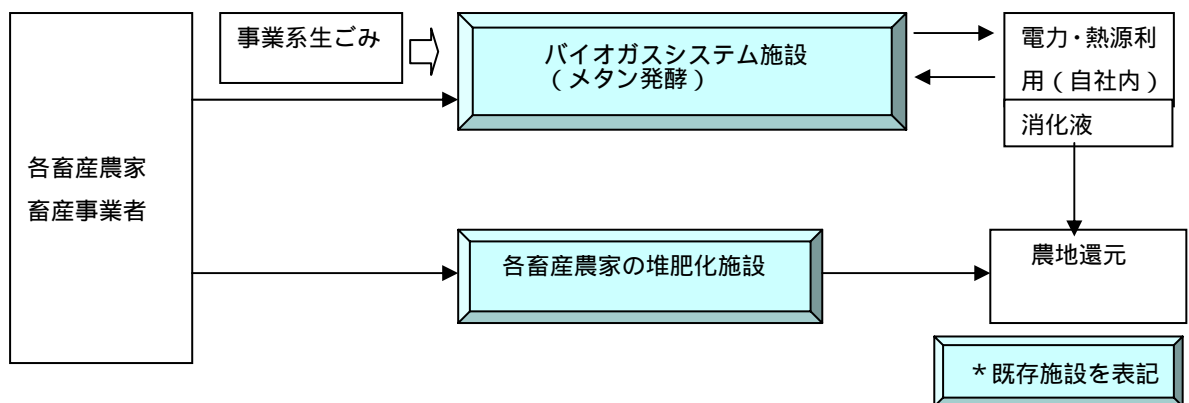 事業系生ごみ
バイオガスシステム施設
(メタン発酵)
電力・熱源利
用(自社内)
消化液
各畜産農家
畜産事業者
各畜産農家の堆肥化施設
農地還元
*既存施設を表記